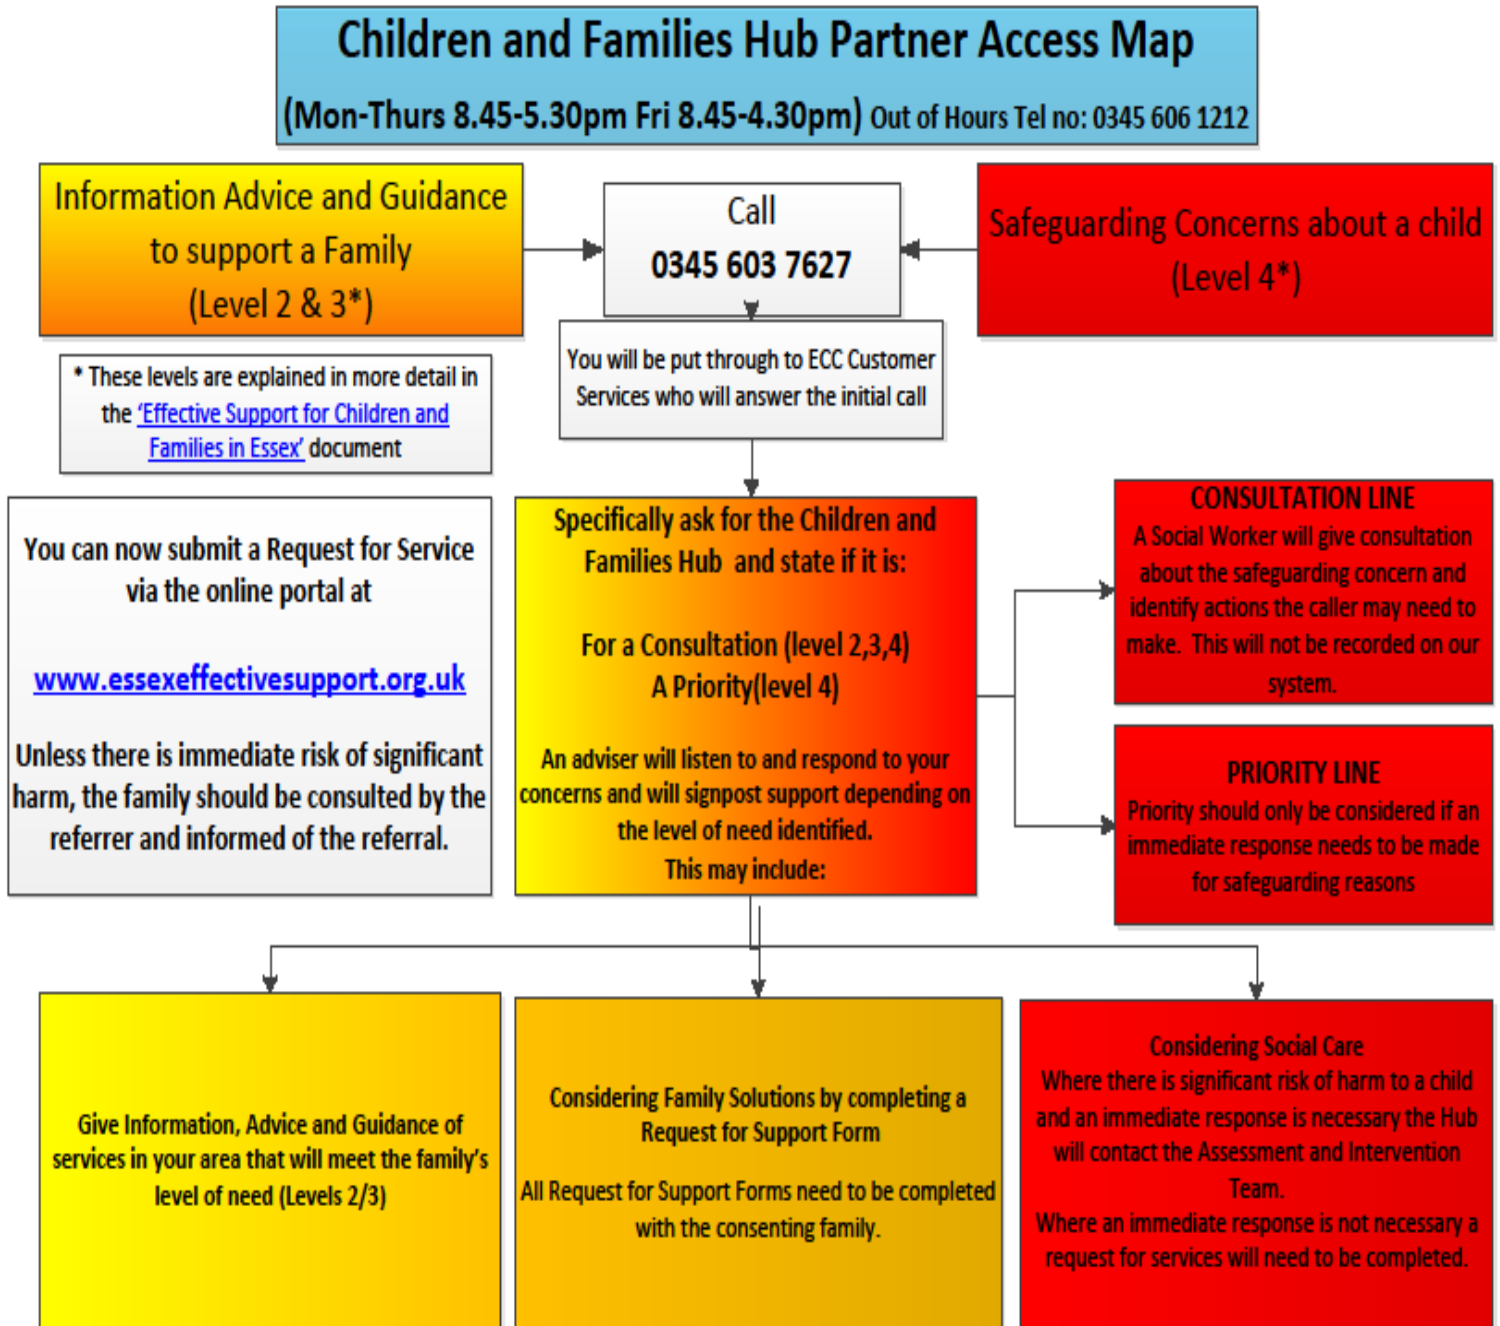 Children and Families Hub Partner Access Map
(Mon-Thurs 8.45-5.30pm Fri 8.45-4.30pm) Out of Hours Tel no: 0345 606 1212
Information Advice and Guidance
to support a Family
(Level 2 & 3*)
Call
0345 603 7627
Safeguarding Concerns about a child
(Level 4*)
You will be put through to ECC Customer
Services who will answer the initial call
* These levels are explained in more detail in
the 'Effective Support for Children and
Families in Essex' document
You can now submit a Request for Service
via the online portal at
www.essexeffectivesupport.org.uk
Unless there is immediate risk of significant
harm, the family should be consulted by the
referrer and informed of the referral.
Specifically ask for the Children and
Families Hub and state if it is:
For a Consultation (level 2,3,4)
A Priority(level 4)
An adviser will listen to and respond to your
concerns and will signpost support depending on
the level of need identified.
This may include:
CONSULTATION LINE
A Social Worker will give consultation
about the safeguarding concern and
identify actions the caller may need to
make. This will not be recorded on our
system.
PRIORITY LINE
Priority should only be considered if an
immediate response needs to be made
for safeguarding reasons
Give Information, Advice and Guidance of
services in your area that will meet the family's
level of need (Levels 2/3)
Considering Family Solutions by completing a
Request for Support Form
All Request for Support Forms need to be completed
with the consenting family.
Considering Social Care
Where there is significant risk of harm to a child
and an immediate response is necessary the Hub
will contact the Assessment and Intervention
Team.
Where an immediate response is not necessary a
request for services will need to be completed.